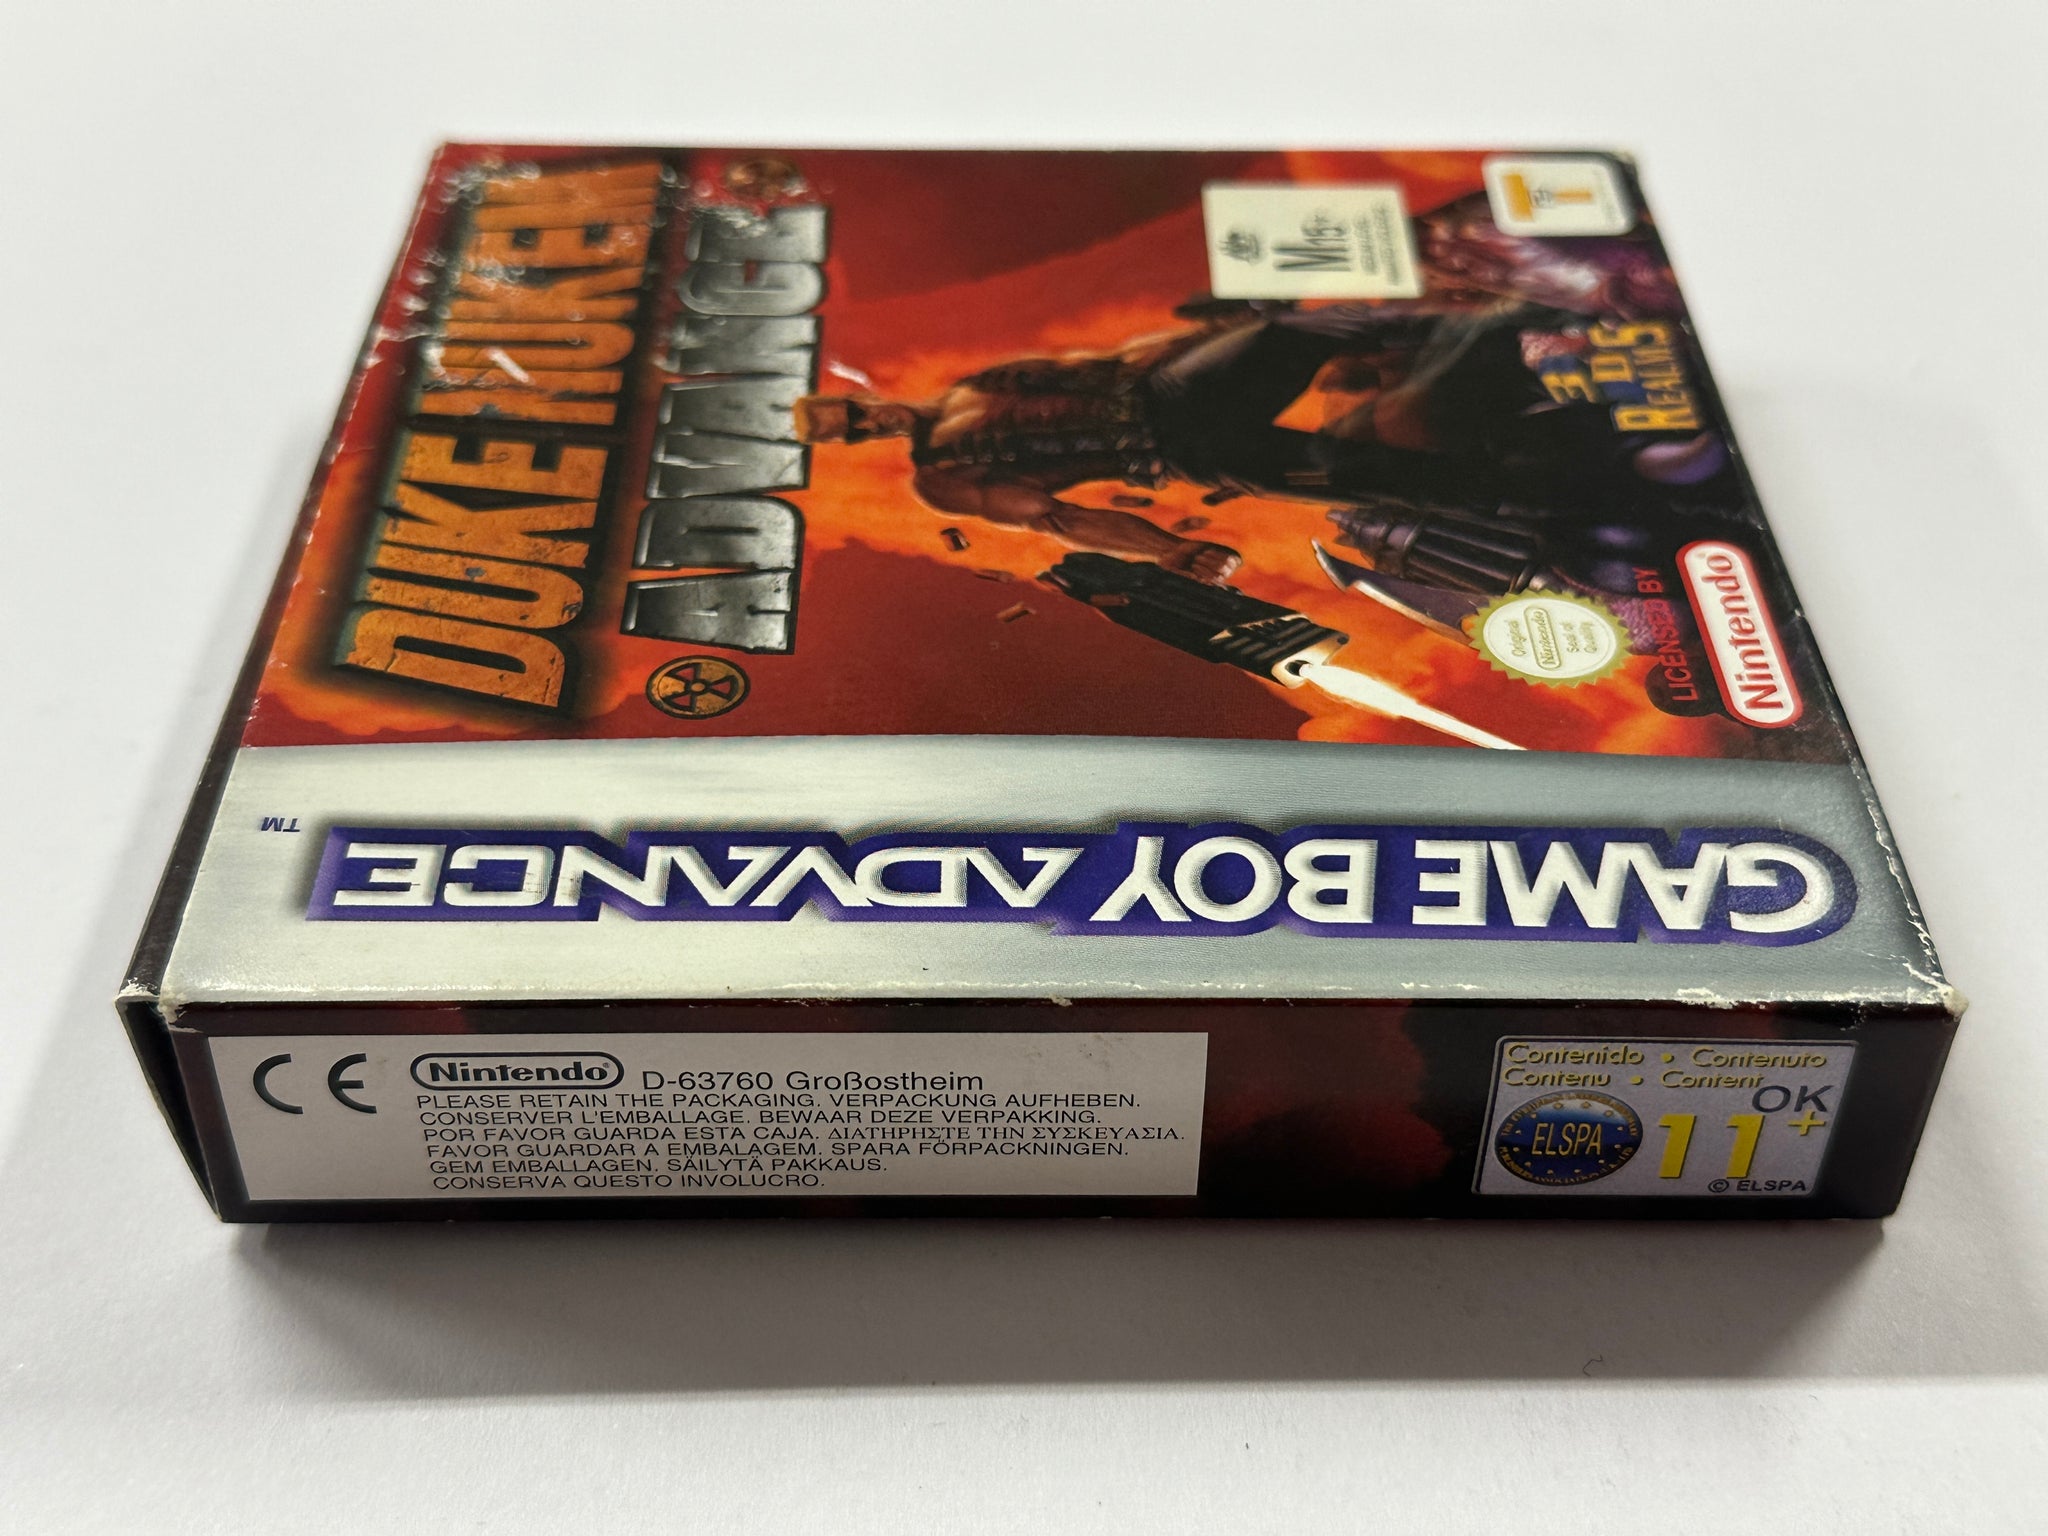 DUKE NUKEM
ADVANCE
M15+
3D
REALMS
Original
Nintendo
Seal of
Quality
LICENSED BY
Nintendo®
GAME BOY ADVANCE
TM
CE
Nintendo® D-63760 Großostheim
PLEASE RETAIN THE PACKAGING. VERPACKUNG AUFHEBEN.
CONSERVER L'EMBALLAGE. BEWAAR DEZE VERPAKKING.
POR FAVOR GUARDA ESTA CAJA. ΔΙΑΤΗΡΗΣΤΕ ΤΗΝ ΣΥΣΚΕΥΑΣΙΑ.
FAVOR GUARDAR A EMBALAGEM. SPARA FÖRPACKNINGEN.
GEM EMBALLAGEN. SÄILYTÄ PAKKAUS.
CONSERVA QUESTO INVOLUCRO.
Contenido • Contenuto
Contenu • Content
OK
ELSPA
11+
© ELSPA